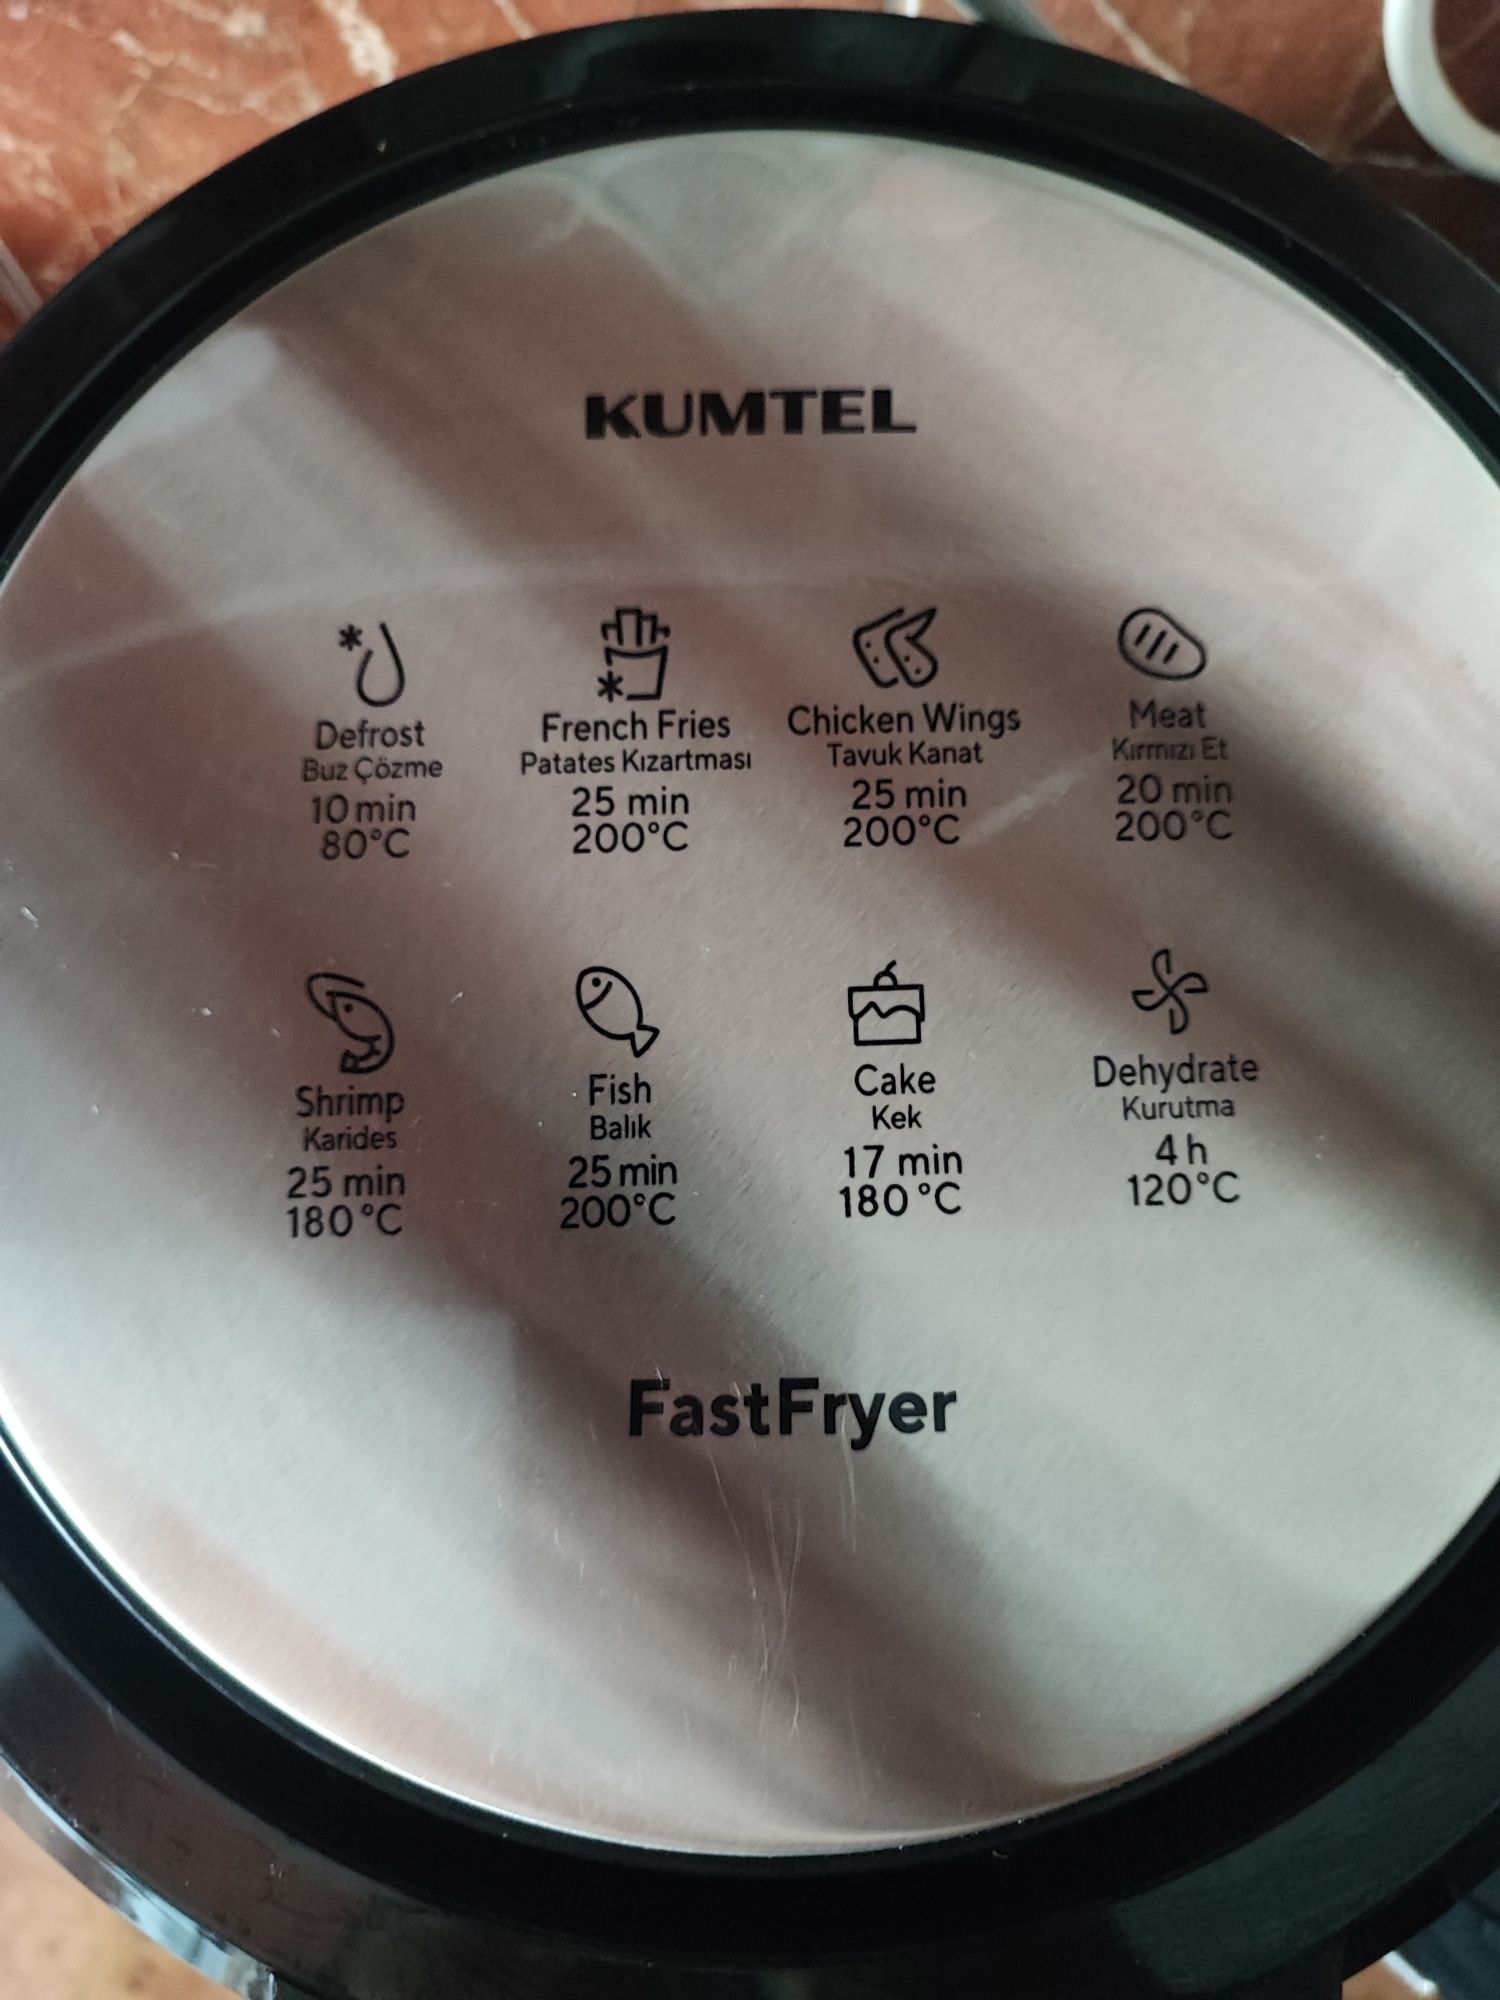 KUMTEL
Defrost
Buz Çözme
10 min
80°C
French Fries
Patates Kızartması
25 min
200°C
Chicken Wings
Tavuk Kanat
25 min
200°C
Meat
Kırmızı Et
20 min
200°C
Shrimp
Karides
25 min
180°C
Fish
Balık
25 min
200°C
Cake
Kek
17 min
180°C
Dehydrate
Kurutma
4 h
120°C
FastFryer